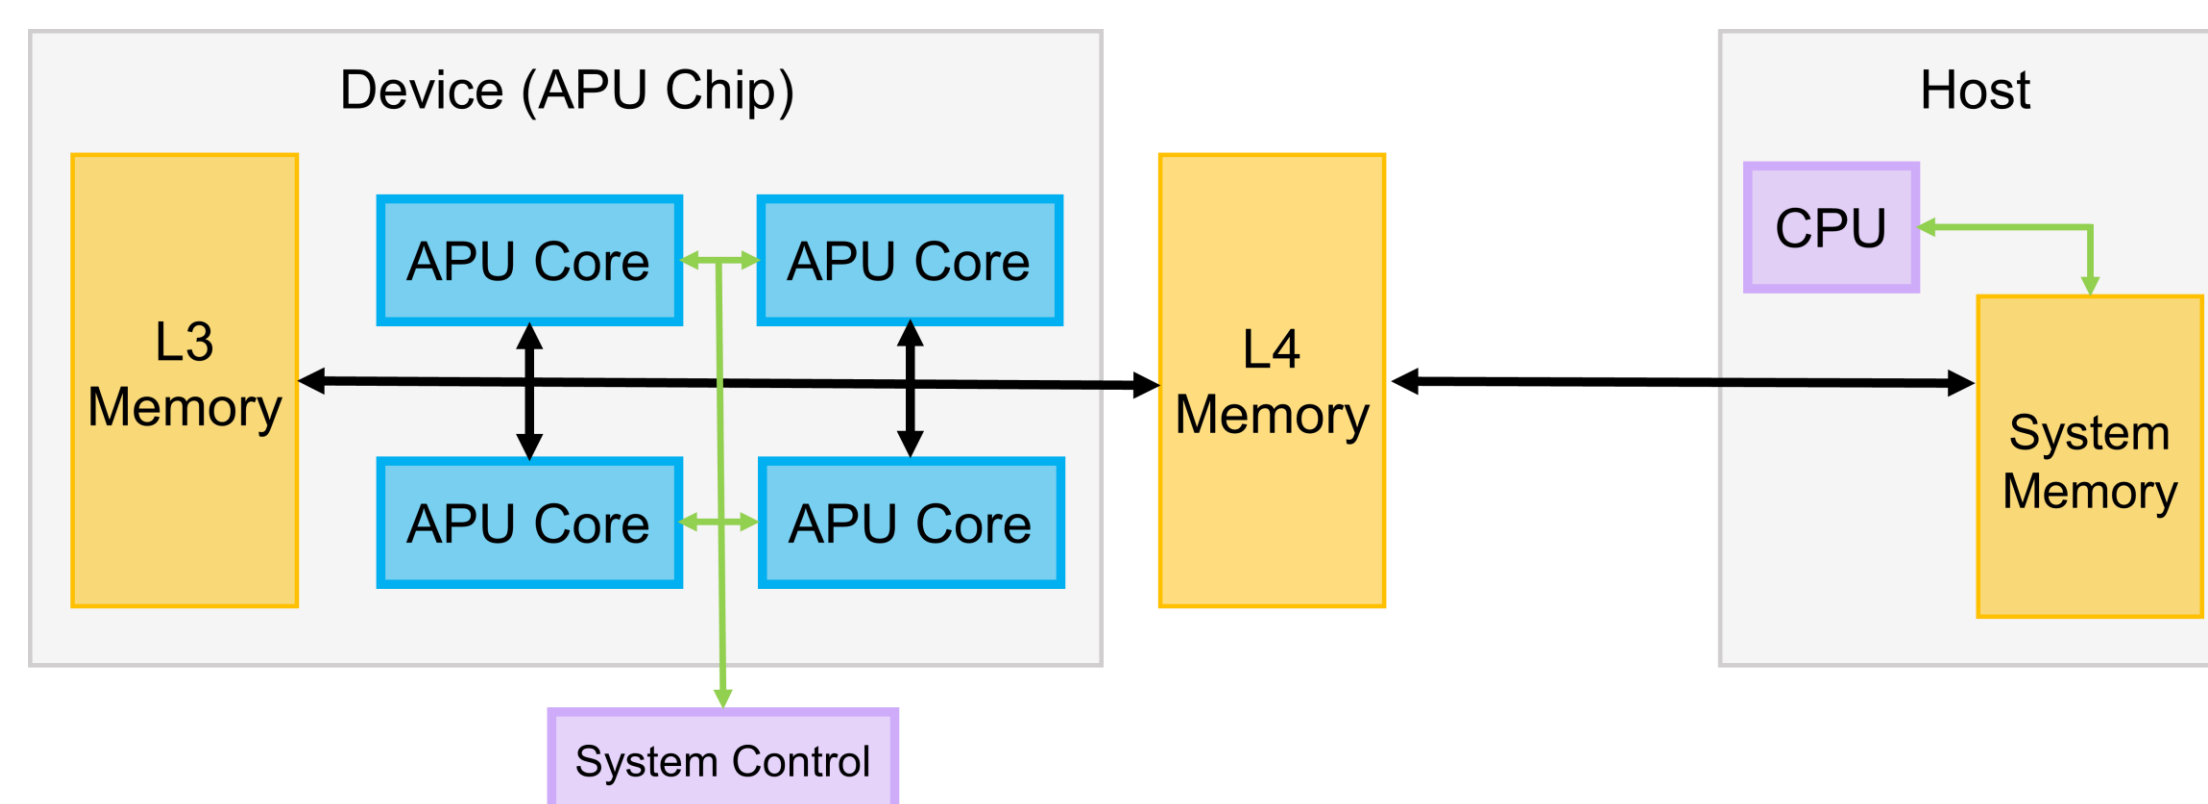 Device (APU Chip)
L3
Memory
APU Core
APU Core
APU Core
APU Core
L4
Memory
Host
CPU
System
Memory
System Control